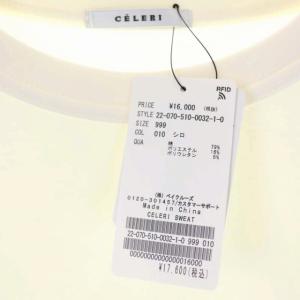 CÉLERI
RFID
PRICE ¥16,000 (税抜)
STYLE 22-070-510-0032-1-0
SIZE 999
COL 010 シロ
QUA 綿 79%
ポリエステル 16%
ポリウレタン 5%
(株) ベイクルーズ
0120-301457/カスタマーサポート
Made in China
CELERI SWEAT
22-070-510-0032-1-0 999 010
0000000000000016000
¥17,600(税込)